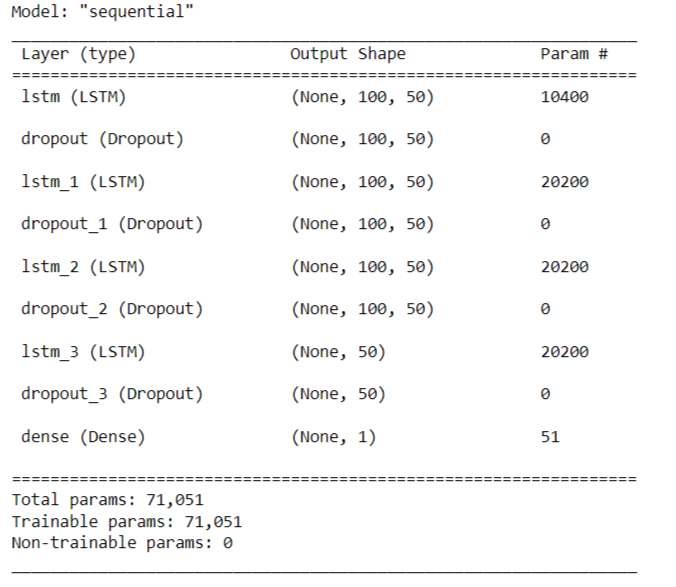 Model: "sequential"
Layer (type) Output Shape Param #
=================================================================
lstm (LSTM) (None, 100, 50) 10400
dropout (Dropout) (None, 100, 50) 0
lstm_1 (LSTM) (None, 100, 50) 20200
dropout_1 (Dropout) (None, 100, 50) 0
lstm_2 (LSTM) (None, 100, 50) 20200
dropout_2 (Dropout) (None, 100, 50) 0
lstm_3 (LSTM) (None, 50) 20200
dropout_3 (Dropout) (None, 50) 0
dense (Dense) (None, 1) 51
=================================================================
Total params: 71,051
Trainable params: 71,051
Non-trainable params: 0